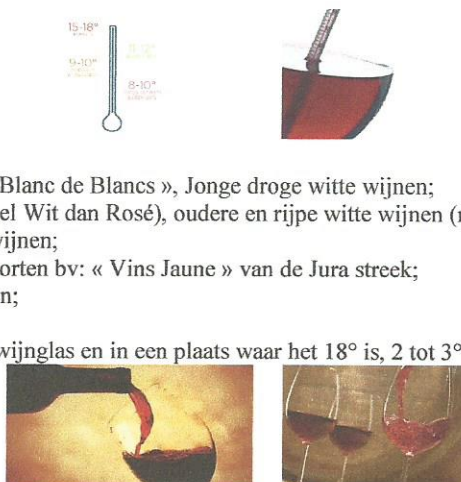 15-18°
9-10°
8-10°
Blanc de Blancs », Jonge droge witte wijnen;
el Wit dan Rosé), oudere en rijpe witte wijnen (
vijnen;
orten bv: « Vins Jaune » van de Jura streek;
n;
wijnglas en in een plaats waar het 18° is, 2 tot 3°